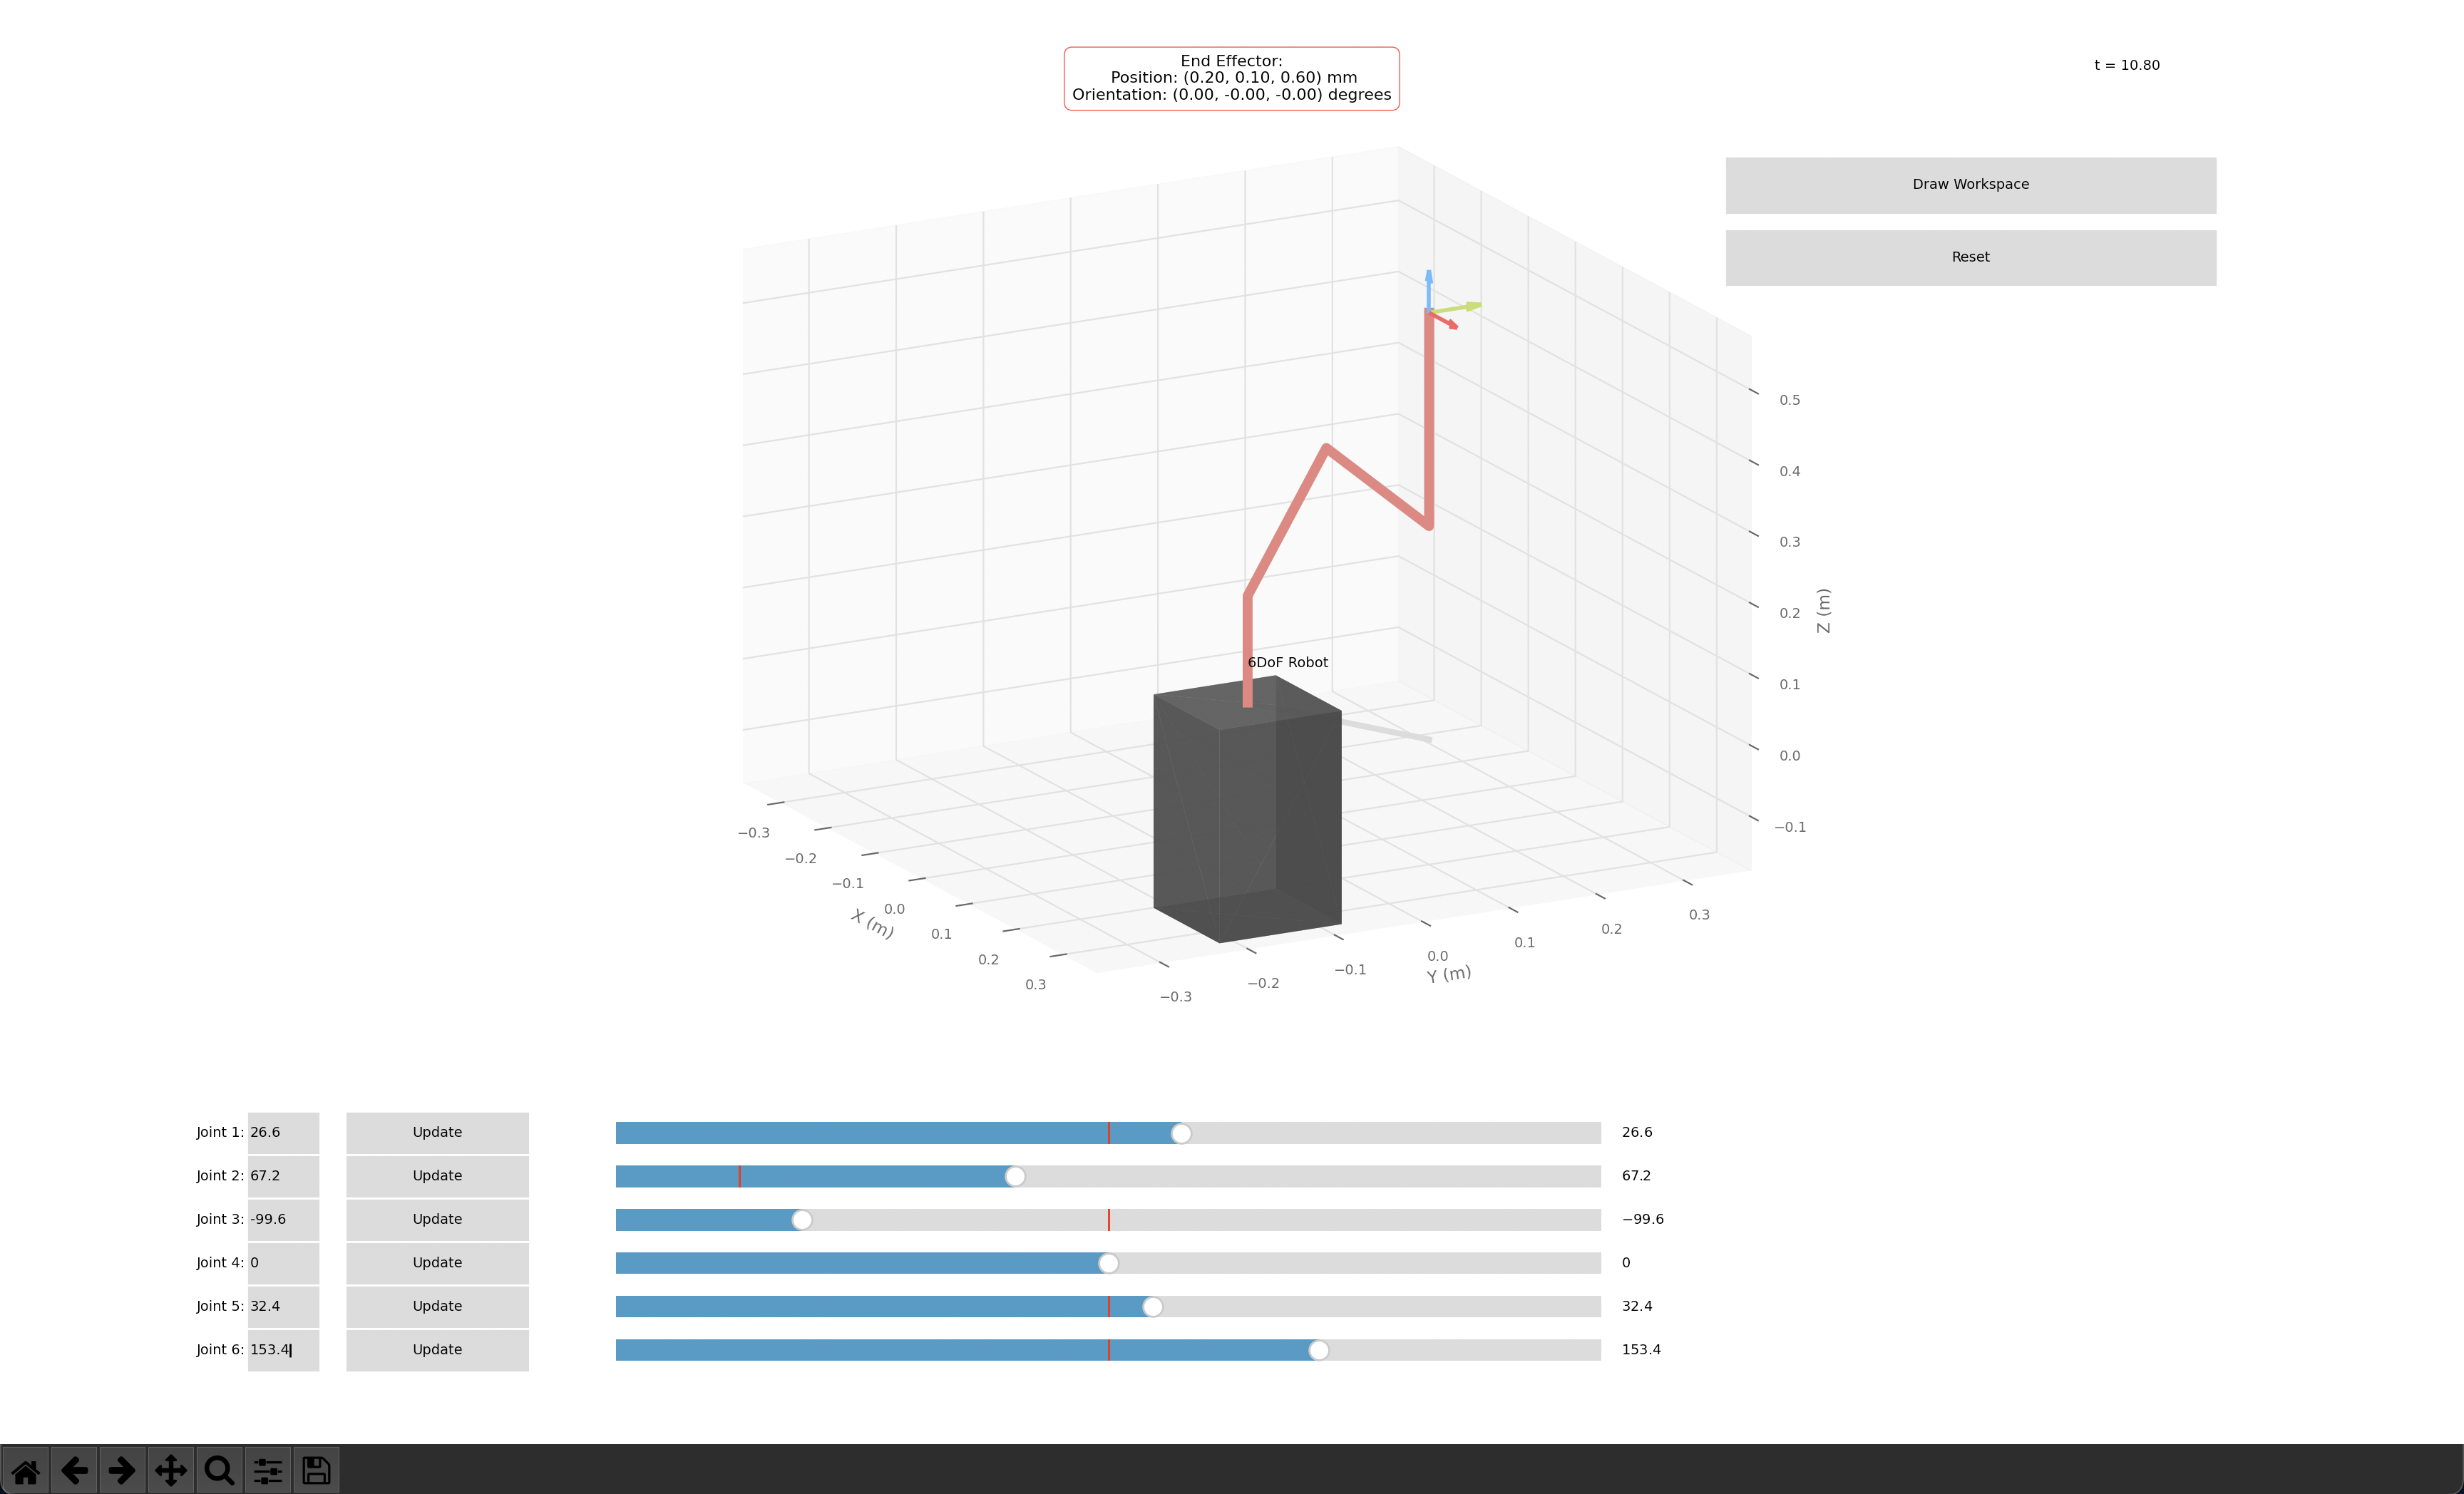 End Effector:
Position: (0.20, 0.10, 0.60) mm
Orientation: (0.00, -0.00, -0.00) degrees
t = 10.80
Draw Workspace
Reset
6DoF Robot
0.5
0.4
0.3
0.2
0.1
0.0
−0.1
Z (m)
−0.3
−0.2
−0.1
0.0
0.1
0.2
0.3
X (m)
−0.3
−0.2
−0.1
0.0
0.1
0.2
0.3
Y (m)
Joint 1: 26.6 Update 26.6
Joint 2: 67.2 Update 67.2
Joint 3: -99.6 Update −99.6
Joint 4: 0 Update 0
Joint 5: 32.4 Update 32.4
Joint 6: 153.4 Update 153.4